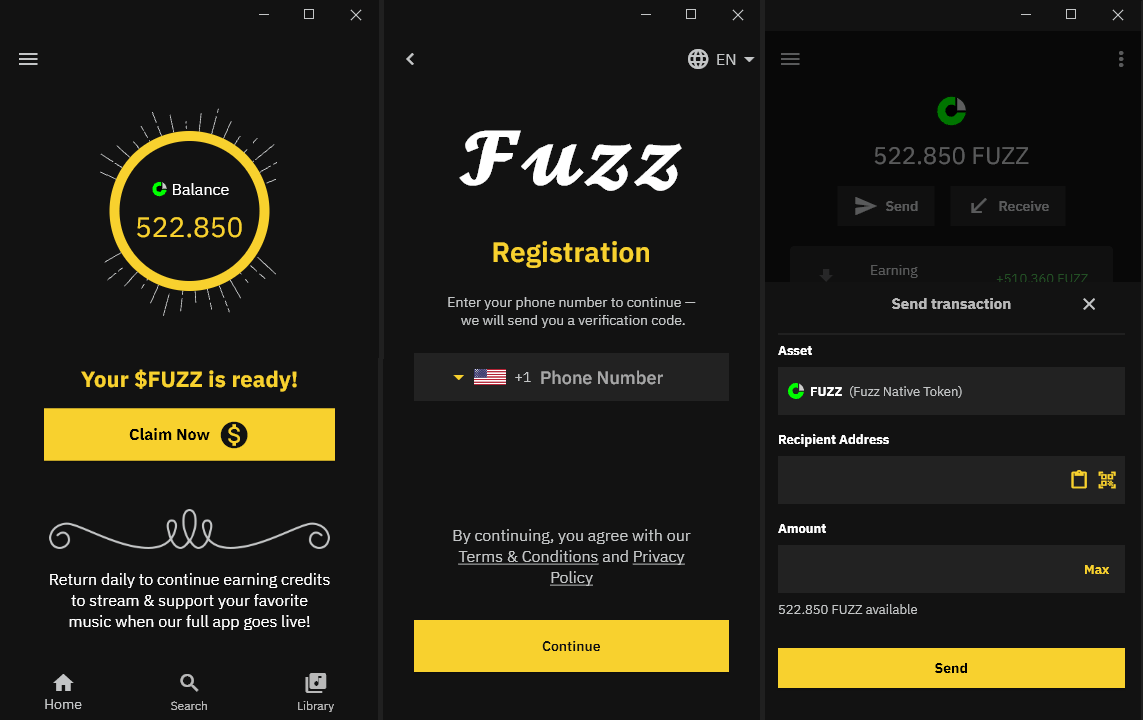 Balance
522.850
Your $FUZZ is ready!
Claim Now
Return daily to continue earning credits
to stream & support your favorite
music when our full app goes live!
Home
Search
Library
EN
Fuzz
Registration
Enter your phone number to continue —
we will send you a verification code.
+1 Phone Number
By continuing, you agree with our
Terms & Conditions and Privacy
Policy
Continue
522.850 FUZZ
Send
Receive
Earning
+510.360 FUZZ
Send transaction
Asset
FUZZ (Fuzz Native Token)
Recipient Address
Amount
Max
522.850 FUZZ available
Send